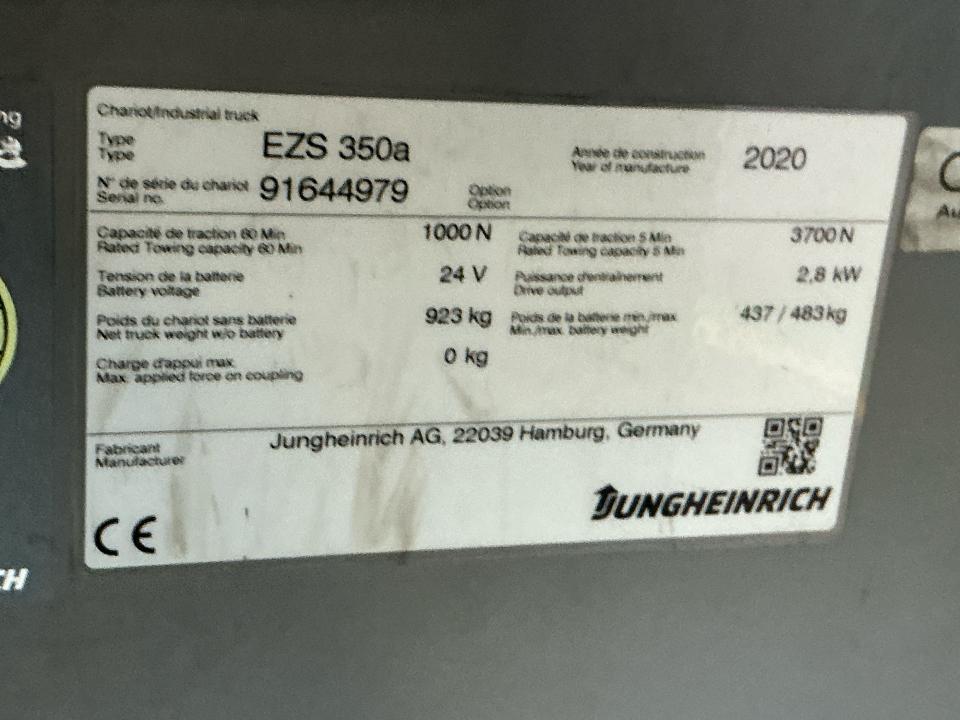 Chariot/Industrial truck
Type
Type
EZS 350a
Année de construction
Year of manufacture
2020
N° de série du chariot
Serial no.
91644979
Option
Option
Capacité de traction 60 Min
Rated Towing capacity 60 Min
1000 N
Capacité de traction 5 Min
Rated Towing capacity 5 Min
3700 N
Tension de la batterie
Battery voltage
24 V
Puissance d'entraînement
Drive output
2,8 kW
Poids du chariot sans batterie
Net truck weight w/o battery
923 kg
Poids de la batterie min./max.
Min./max. battery weight
437 / 483 kg
Charge d'appui max.
Max. applied force on coupling
0 kg
Fabricant
Manufacturer
Jungheinrich AG, 22039 Hamburg, Germany
JUNGHEINRICH
CE